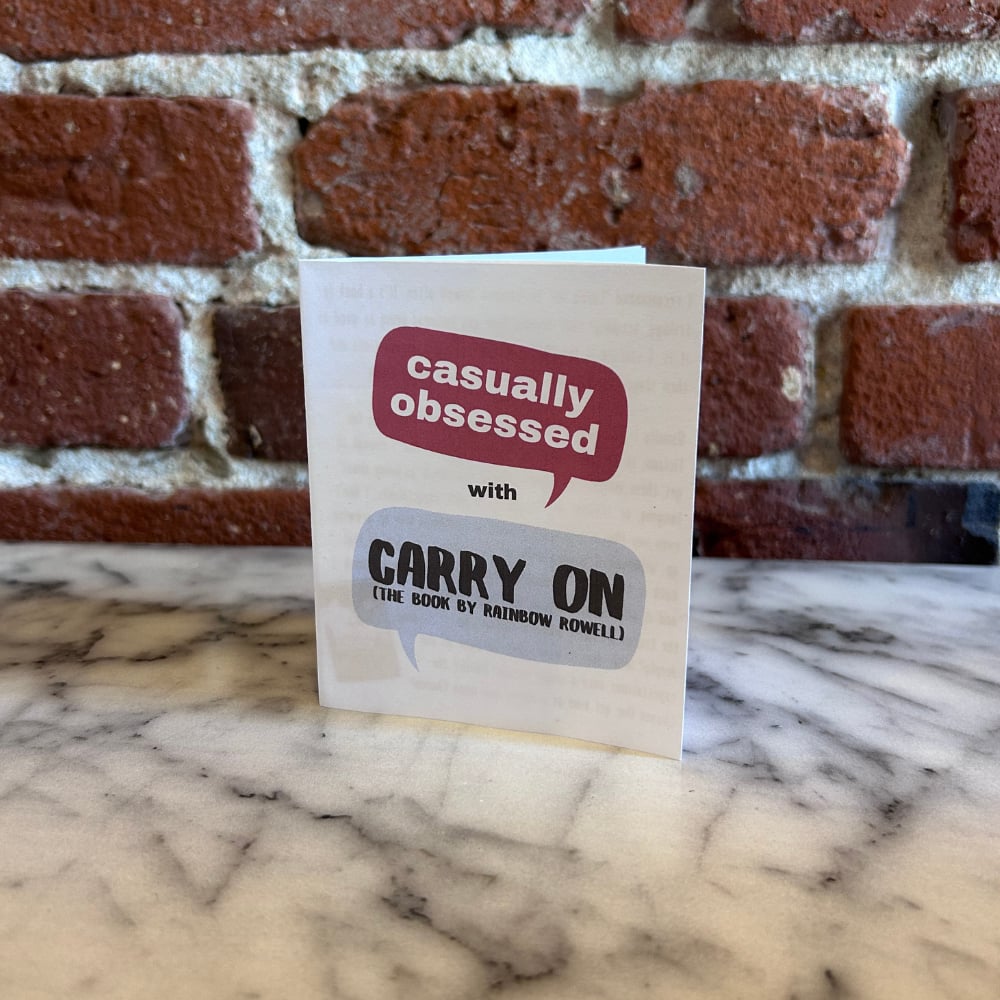 casually
obsessed
with
CARRY ON
(THE BOOK BY RAINBOW ROWELL)